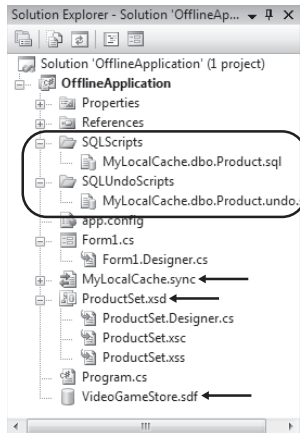 Solution Explorer - Solution 'OfflineAp...
Solution 'OfflineApplication' (1 project)
OfflineApplication
Properties
References
SQLScripts
MyLocalCache.dbo.Product.sql
SQLUndoScripts
MyLocalCache.dbo.Product.undo.
app.config
Form1.cs
Form1.Designer.cs
MyLocalCache.sync
ProductSet.xsd
ProductSet.Designer.cs
ProductSet.xsc
ProductSet.xss
Program.cs
VideoGameStore.sdf